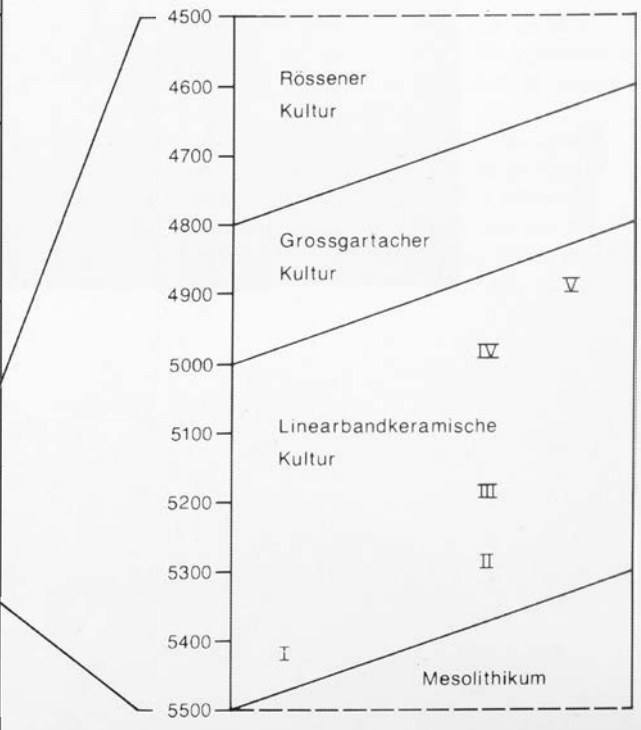 4500
Rössener
4600
Kultur
4700
4800
Grossgartacher
Kultur
V
4900
IV
5000
5100
Linearbandkeramische
Kultur
III
5200
II
5300
I
5400
Mesolithikum
5500